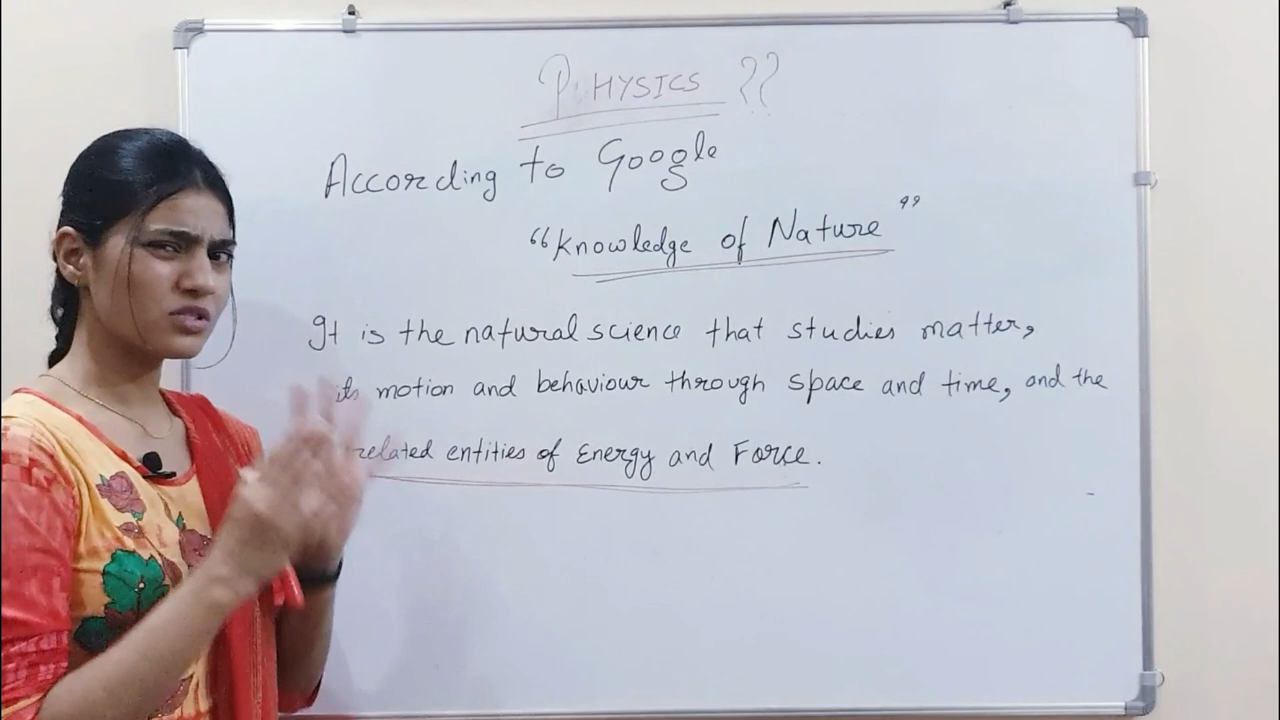 PHYSICS ??
According to Google
“Knowledge of Nature”
It is the natural science that studies matter,
its motion and behaviour through space and time, and the
related entities of Energy and Force.